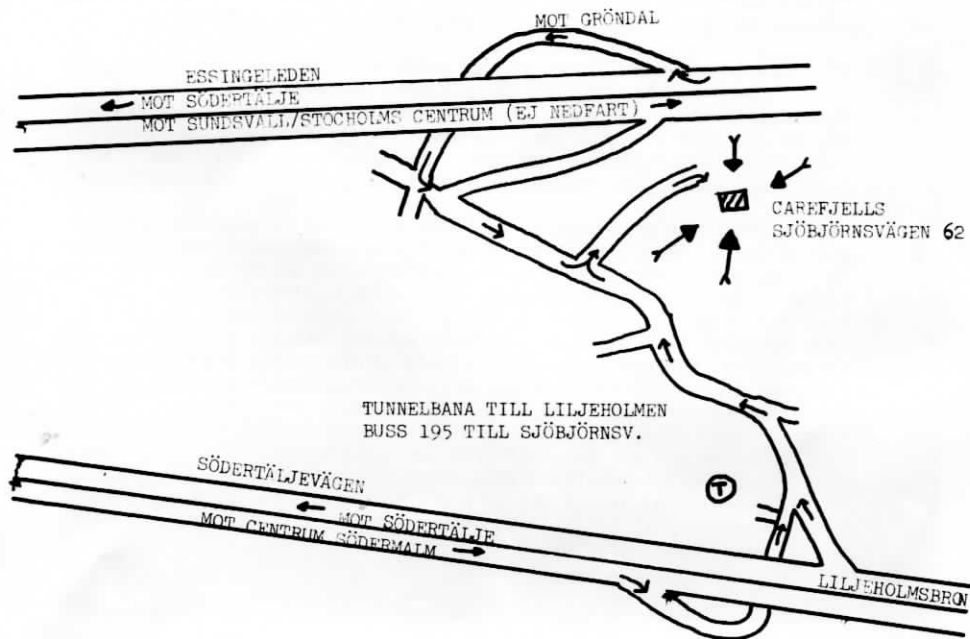 MOT GRÖNDAL
ESSINGELEDEN
MOT SÖDERTÄLJE
MOT SUNDSVALL/STOCHOLMS CENTRUM (EJ NEDFART)
CAREFJELLS
SJÖBJÖRNSVÄGEN 62
TUNNELBANA TILL LILJEHOLMEN
BUSS 195 TILL SJÖBJÖRNSV.
T
SÖDERTÄLJEVÄGEN
MOT SÖDERTÄLJE
MOT CENTRUM SÖDERMALM
LILJEHOLMSBRON